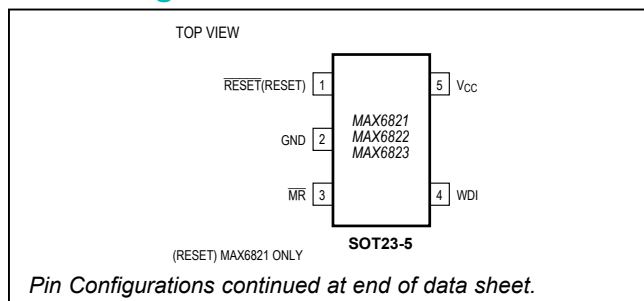 TOP VIEW
RESET(RESET) 1
5 VCC
MAX6821
MAX6822
MAX6823
GND 2
MR 3
4 WDI
SOT23-5
(RESET) MAX6821 ONLY
Pin Configurations continued at end of data sheet.